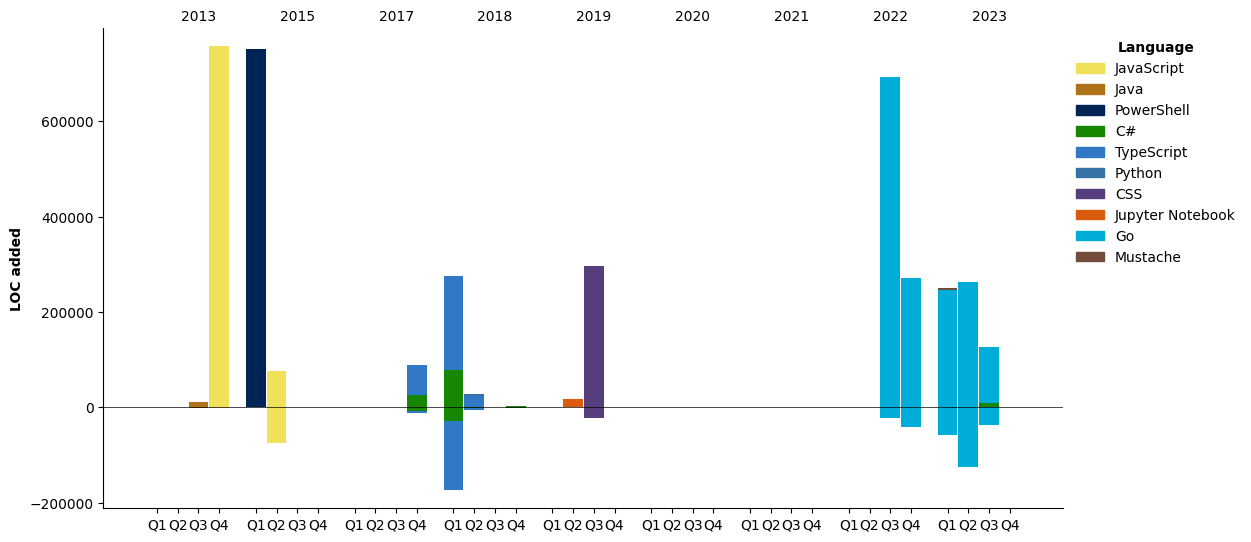 2013 2015 2017 2018 2019 2020 2021 2022 2023
Language
JavaScript
Java
PowerShell
C#
TypeScript
Python
CSS
Jupyter Notebook
Go
Mustache
LOC added
600000
400000
200000
0
−200000
Q1 Q2 Q3 Q4 Q1 Q2 Q3 Q4 Q1 Q2 Q3 Q4 Q1 Q2 Q3 Q4 Q1 Q2 Q3 Q4 Q1 Q2 Q3 Q4 Q1 Q2 Q3 Q4 Q1 Q2 Q3 Q4 Q1 Q2 Q3 Q4